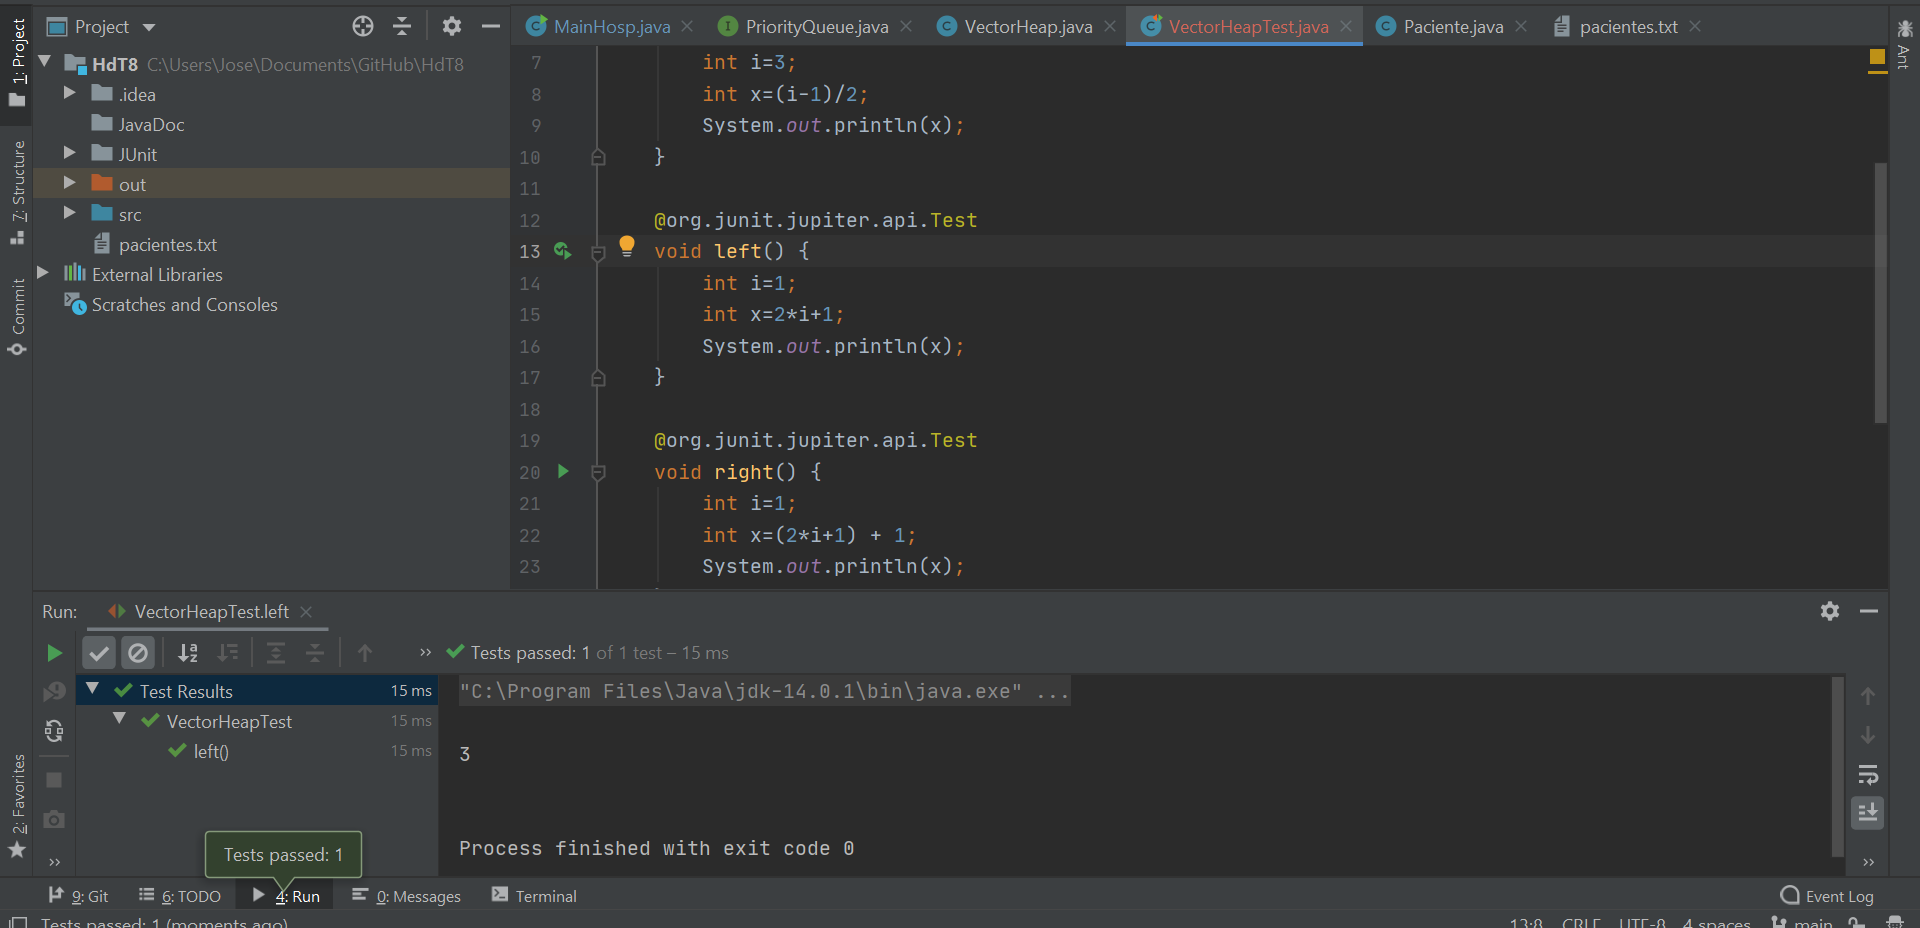 Project
MainHosp.java
PriorityQueue.java
VectorHeap.java
VectorHeapTest.java
Paciente.java
pacientes.txt
1: Project
7: Structure
Commit
2: Favorites
Ant
HdT8 C:\Users\Jose\Documents\GitHub\HdT8
.idea
JavaDoc
JUnit
out
src
pacientes.txt
External Libraries
Scratches and Consoles
7 int i=3;
8 int x=(i-1)/2;
9 System.out.println(x);
10 }
11
12 @org.junit.jupiter.api.Test
13 void left() {
14 int i=1;
15 int x=2*i+1;
16 System.out.println(x);
17 }
18
19 @org.junit.jupiter.api.Test
20 void right() {
21 int i=1;
22 int x=(2*i+1) + 1;
23 System.out.println(x);
Run: VectorHeapTest.left
» Tests passed: 1 of 1 test – 15 ms
Test Results 15 ms
VectorHeapTest 15 ms
left() 15 ms
"C:\Program Files\Java\jdk-14.0.1\bin\java.exe" ...
3
Process finished with exit code 0
Tests passed: 1
9: Git
6: TODO
4: Run
0: Messages
Terminal
Event Log
Tests passed: 1 (moments ago)
13:8 CRLF UTF-8 4 spaces main